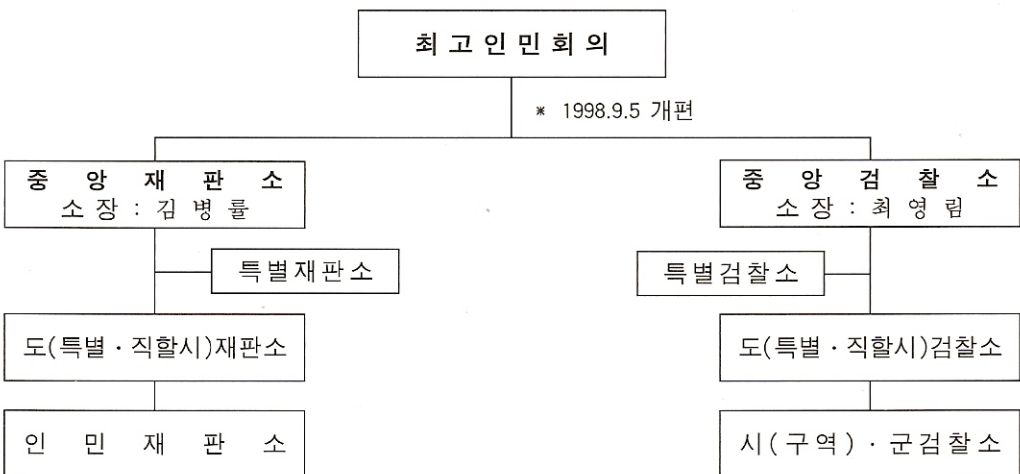 최고인민회의
* 1998.9.5 개편
중앙재판소
소장 : 김병률
중앙검찰소
소장 : 최영림
특별재판소
특별검찰소
도(특별 · 직할시)재판소
도(특별 · 직할시)검찰소
인민재판소
시(구역) · 군검찰소